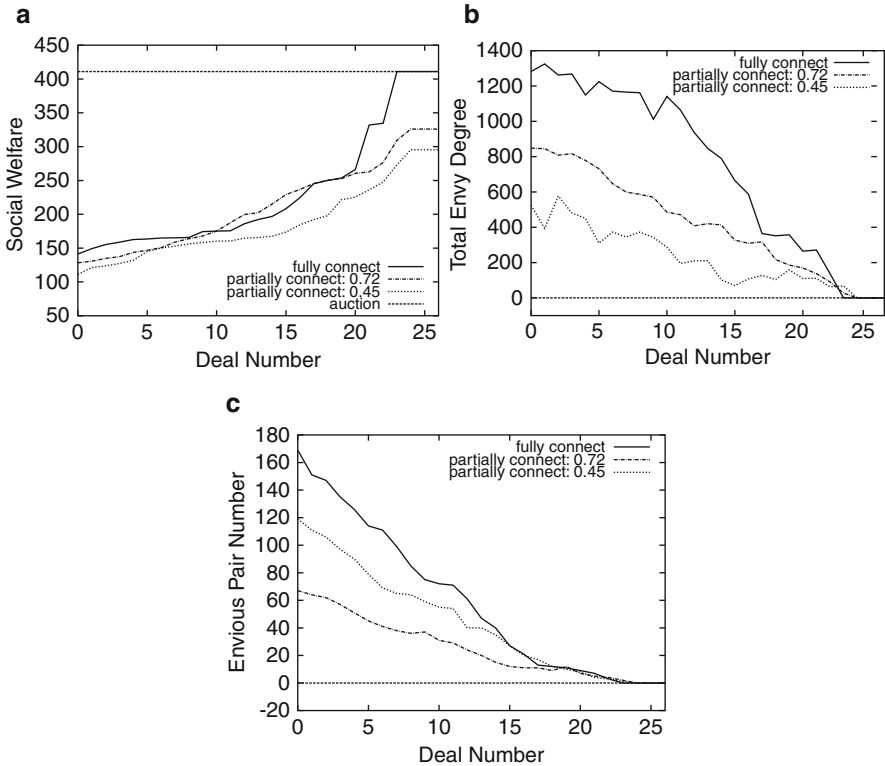 a
450
400
350
300
250
200
150
100
50
Social Welfare
fully connect
partially connect: 0.72
partially connect: 0.45
auction
0 5 10 15 20 25
Deal Number
b
1400
1200
1000
800
600
400
200
0
Total Envy Degree
fully connect
partially connect: 0.72
partially connect: 0.45
0 5 10 15 20 25
Deal Number
c
180
160
140
120
100
80
60
40
20
0
-20
Envious Pair Number
fully connect
partially connect: 0.72
partially connect: 0.45
0 5 10 15 20 25
Deal Number